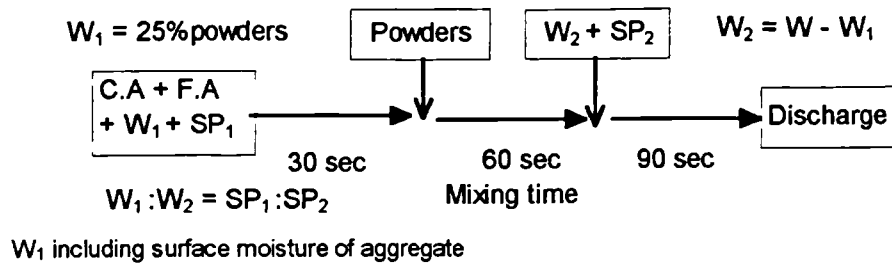 W₁ = 25%powders
Powders
W₂ + SP₂
W₂ = W - W₁
C.A + F.A
+ W₁ + SP₁
Discharge
30 sec
60 sec
90 sec
W₁ :W₂ = SP₁:SP₂
Mixing time
W₁ including surface moisture of aggregate